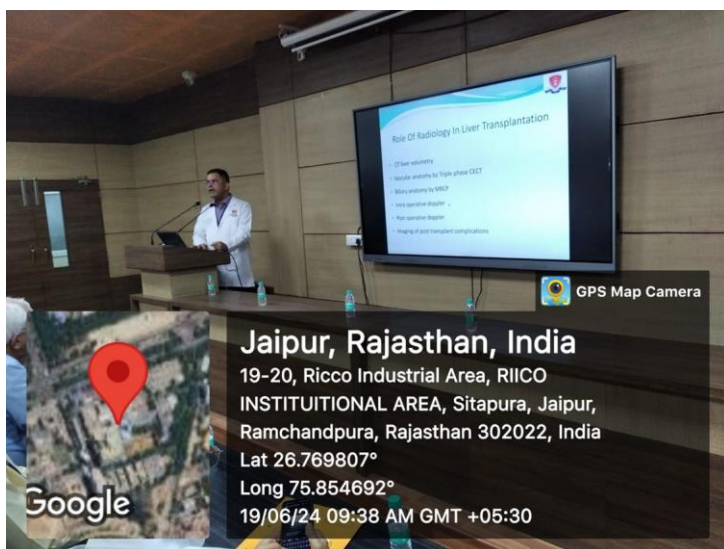 Role Of Radiology In Liver Transplantation
• CT liver volumetry
• Vascular anatomy by Triple phase CECT
• Biliary anatomy by MRCP
• Intra operative doppler
• Post operative doppler
• Imaging of post transplant complications
GPS Map Camera
Jaipur, Rajasthan, India
19-20, Ricco Industrial Area, RIICO
INSTITUITIONAL AREA, Sitapura, Jaipur,
Ramchandpura, Rajasthan 302022, India
Lat 26.769807°
Long 75.854692°
19/06/24 09:38 AM GMT +05:30
Google